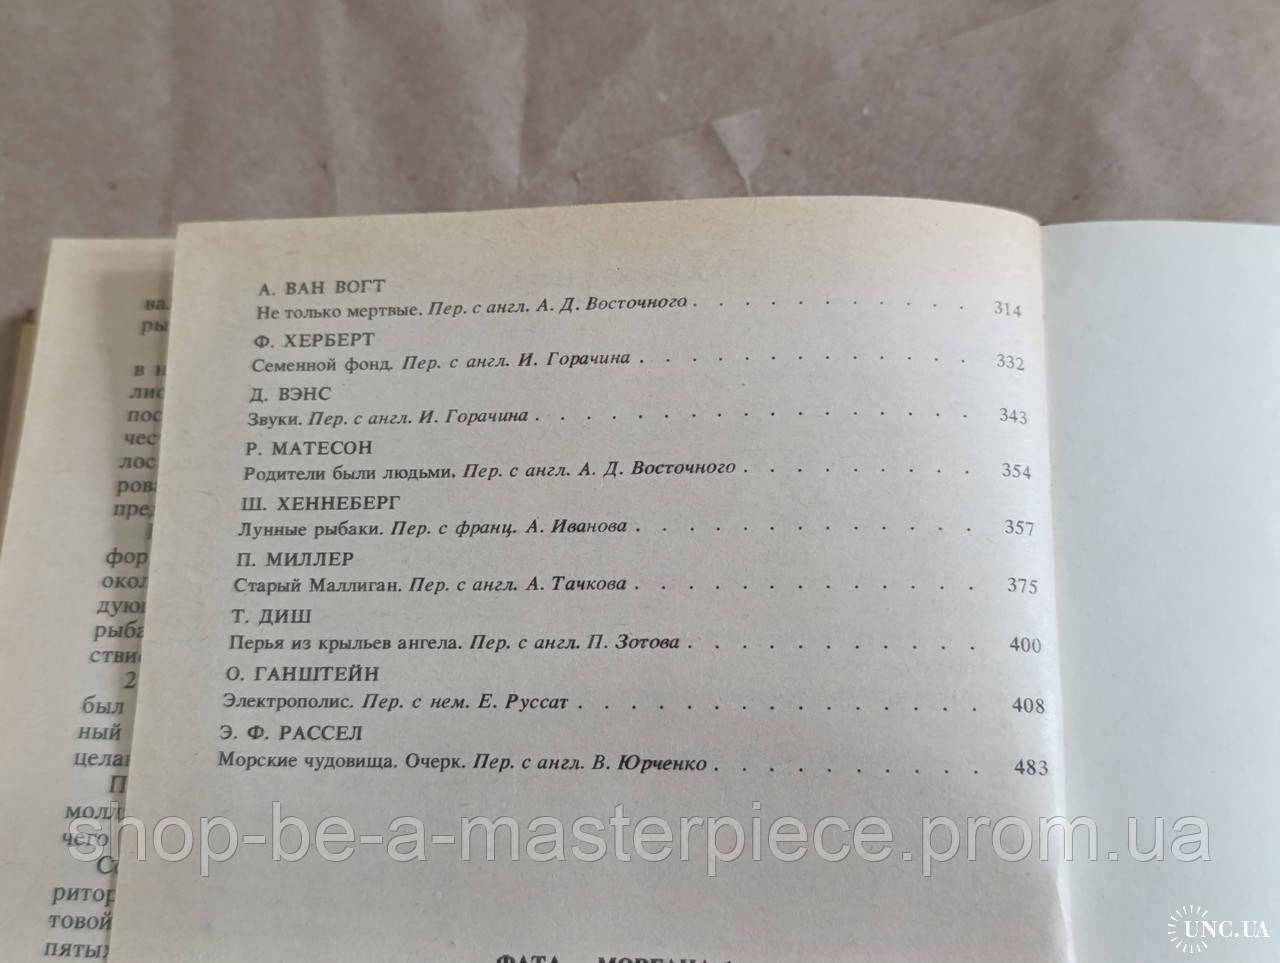 А. ВАН ВОГТ
Не только мертвые. Пер. с англ. А. Д. Восточного . . . . . . . . . . . 314
Ф. ХЕРБЕРТ
Семенной фонд. Пер. с англ. И. Горачина . . . . . . . . . . . . . 332
Д. ВЭНС
Звуки. Пер. с англ. И. Горачина . . . . . . . . . . . . . . . . . 343
Р. МАТЕСОН
Родители были людьми. Пер. с англ. А. Д. Восточного . . . . . . . . . 354
Ш. ХЕННЕБЕРГ
Лунные рыбаки. Пер. с франц. А. Иванова . . . . . . . . . . . . . 357
П. МИЛЛЕР
Старый Маллиган. Пер. с англ. А. Тачкова . . . . . . . . . . . . . 375
Т. ДИШ
Перья из крыльев ангела. Пер. с англ. П. Зотова . . . . . . . . . . . 400
О. ГАНШТЕЙН
Электрополис. Пер. с нем. Е. Руссат . . . . . . . . . . . . . . . 408
Э. Ф. РАССЕЛ
Морские чудовища. Очерк. Пер. с англ. В. Юрченко . . . . . . . . . . 483
shop-be-a-masterpiece.prom.ua
UNC.UA